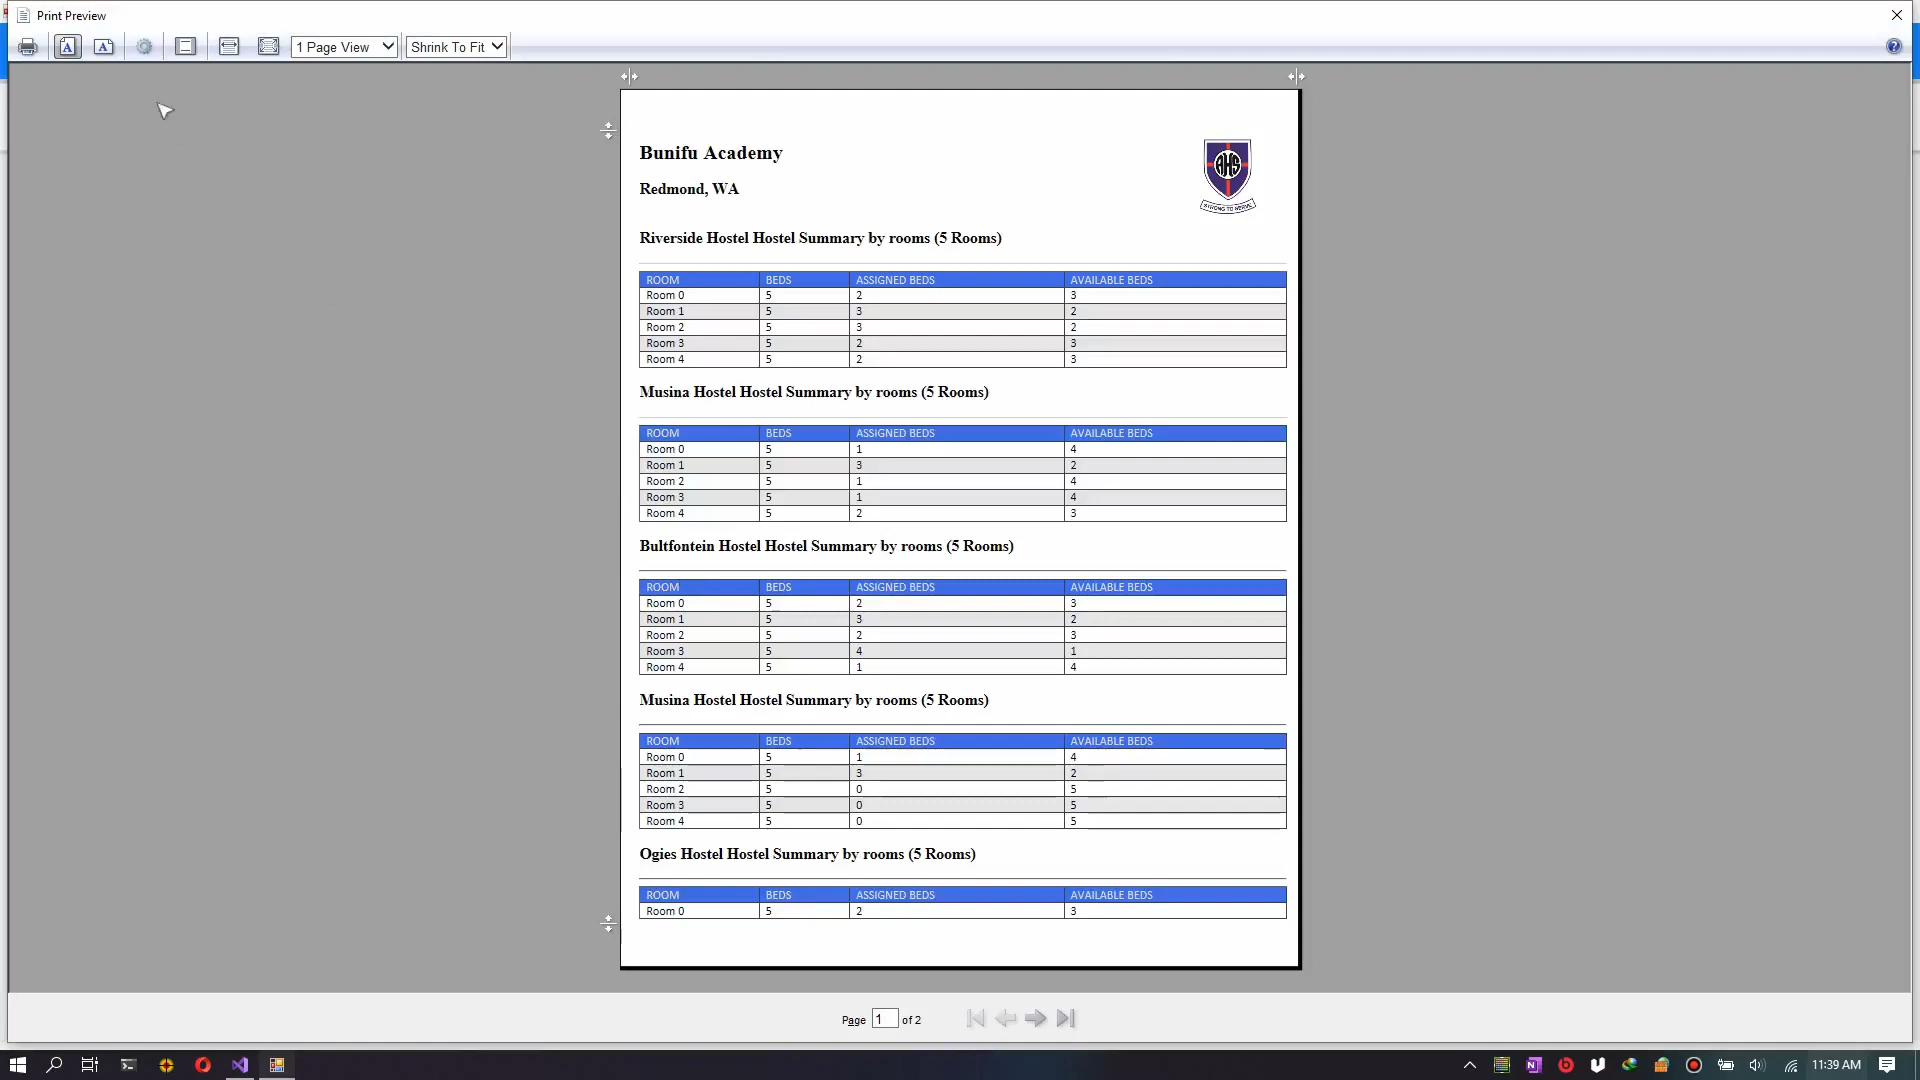 Print Preview
1 Page View
Shrink To Fit
Bunifu Academy
Redmond, WA
AHS
STRONG TO SERVE
Riverside Hostel Hostel Summary by rooms (5 Rooms)
ROOM BEDS ASSIGNED BEDS AVAILABLE BEDS
Room 0 5 2 3
Room 1 5 3 2
Room 2 5 3 2
Room 3 5 2 3
Room 4 5 2 3
Musina Hostel Hostel Summary by rooms (5 Rooms)
ROOM BEDS ASSIGNED BEDS AVAILABLE BEDS
Room 0 5 1 4
Room 1 5 3 2
Room 2 5 1 4
Room 3 5 1 4
Room 4 5 2 3
Bultfontein Hostel Hostel Summary by rooms (5 Rooms)
ROOM BEDS ASSIGNED BEDS AVAILABLE BEDS
Room 0 5 2 3
Room 1 5 3 2
Room 2 5 2 3
Room 3 5 4 1
Room 4 5 1 4
Musina Hostel Hostel Summary by rooms (5 Rooms)
ROOM BEDS ASSIGNED BEDS AVAILABLE BEDS
Room 0 5 1 4
Room 1 5 3 2
Room 2 5 0 5
Room 3 5 0 5
Room 4 5 0 5
Ogies Hostel Hostel Summary by rooms (5 Rooms)
ROOM BEDS ASSIGNED BEDS AVAILABLE BEDS
Room 0 5 2 3
Page 1 of 2
11:39 AM